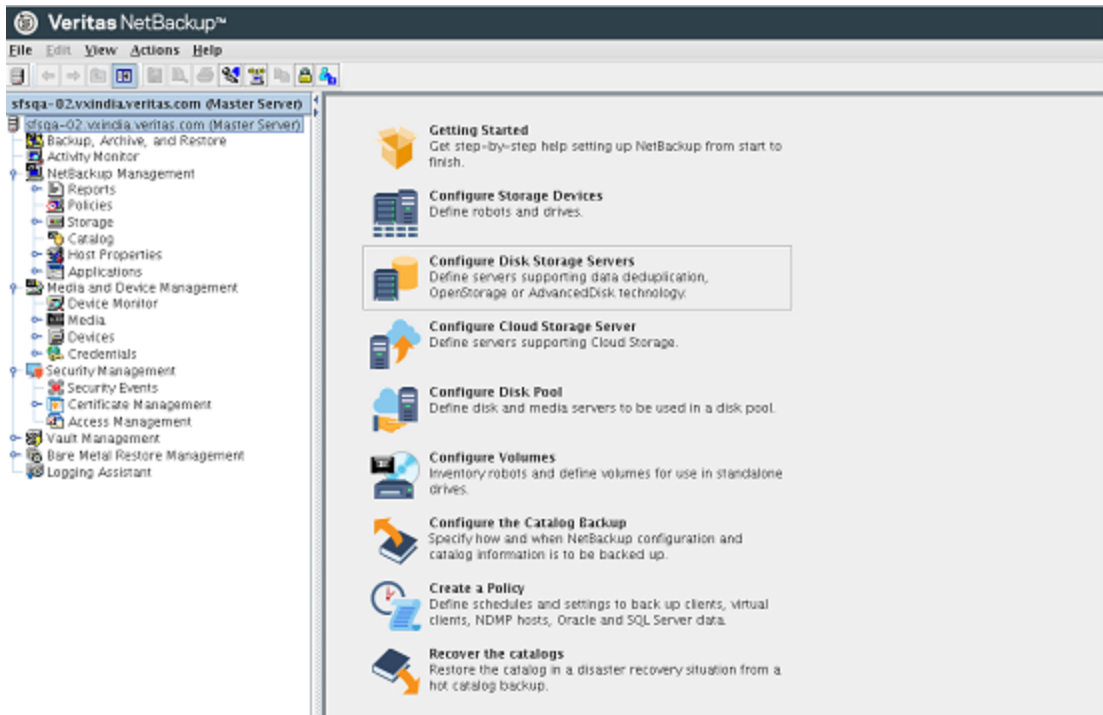 Veritas NetBackup™
File Edit View Actions Help
sfsqa-02.vxindia.veritas.com (Master Server)
sfsqa-02.vxindia.veritas.com (Master Server)
Backup, Archive, and Restore
Activity Monitor
NetBackup Management
Reports
Policies
Storage
Catalog
Host Properties
Applications
Media and Device Management
Device Monitor
Media
Devices
Credentials
Security Management
Security Events
Certificate Management
Access Management
Vault Management
Bare Metal Restore Management
Logging Assistant
Getting Started
Get step-by-step help setting up NetBackup from start to
finish.
Configure Storage Devices
Define robots and drives.
Configure Disk Storage Servers
Define servers supporting data deduplication,
OpenStorage or AdvancedDisk technology.
Configure Cloud Storage Server
Define servers supporting Cloud Storage.
Configure Disk Pool
Define disk and media servers to be used in a disk pool.
Configure Volumes
Inventory robots and define volumes for use in standalone
drives.
Configure the Catalog Backup
Specify how and when NetBackup configuration and
catalog information is to be backed up.
Create a Policy
Define schedules and settings to back up clients, virtual
clients, NDMP hosts, Oracle and SQL Server data.
Recover the catalogs
Restore the catalog in a disaster recovery situation from a
hot catalog backup.